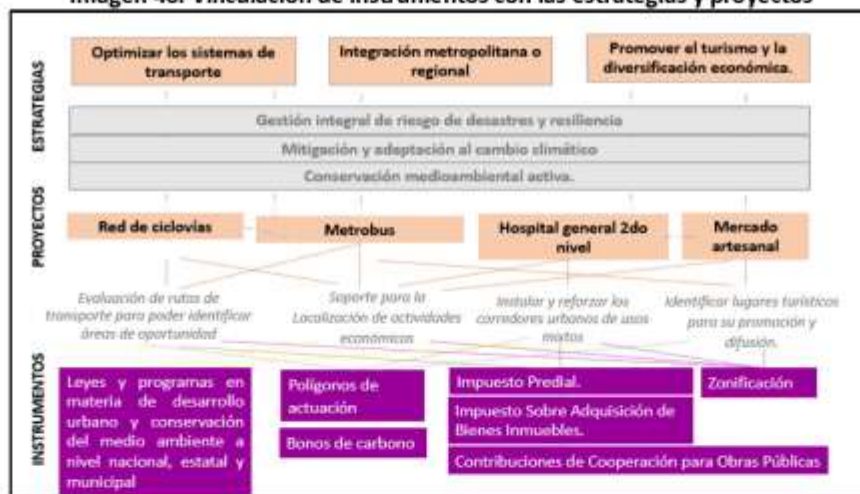 Imagen 48. Vinculación de instrumentos con las estrategias y proyectos
ESTRATEGIAS
Optimizar los sistemas de
transporte
Integración metropolitana o
regional
Promover el turismo y la
diversificación económica.
Gestión integral de riesgo de desastres y resiliencia
Mitigación y adaptación al cambio climático
Conservación medioambiental activa.
PROYECTOS
Red de ciclovías
Metrobus
Hospital general 2do
nivel
Mercado
artesanal
Evaluación de rutas de
transporte para poder identificar
áreas de oportunidad
Soporte para la
Localización de actividades
económicas
Instalar y reforzar los
corredores urbanos de usos
mixtos
Identificar lugares turísticos
para su promoción y
difusión.
INSTRUMENTOS
Leyes y programas en
materia de desarrollo
urbano y conservación
del medio ambiente a
nivel nacional, estatal y
municipal
Polígonos de
actuación
Bonos de carbono
Impuesto Predial.
Impuesto Sobre Adquisición de
Bienes Inmuebles.
Contribuciones de Cooperación para Obras Públicas
Zonificación